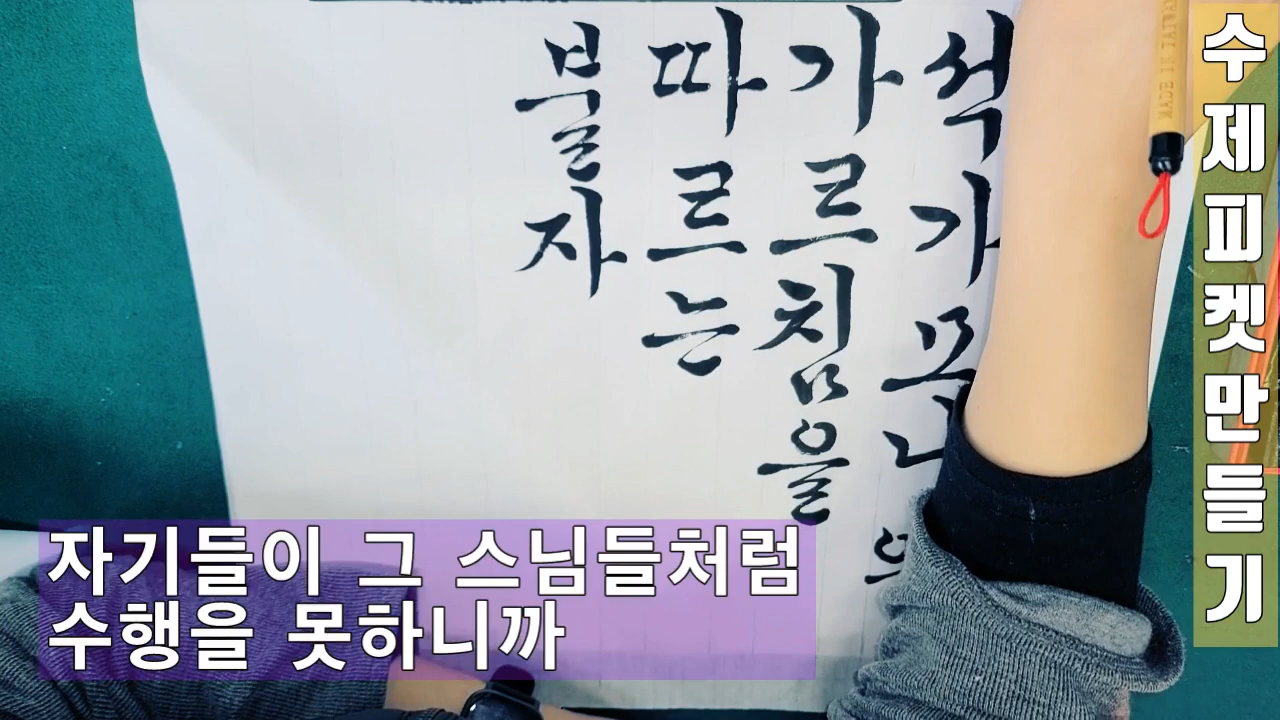 석가모니의
가르침을
따르는
불자
MADE IN
수제피켓만들기
자기들이 그 스님들처럼
수행을 못하니까